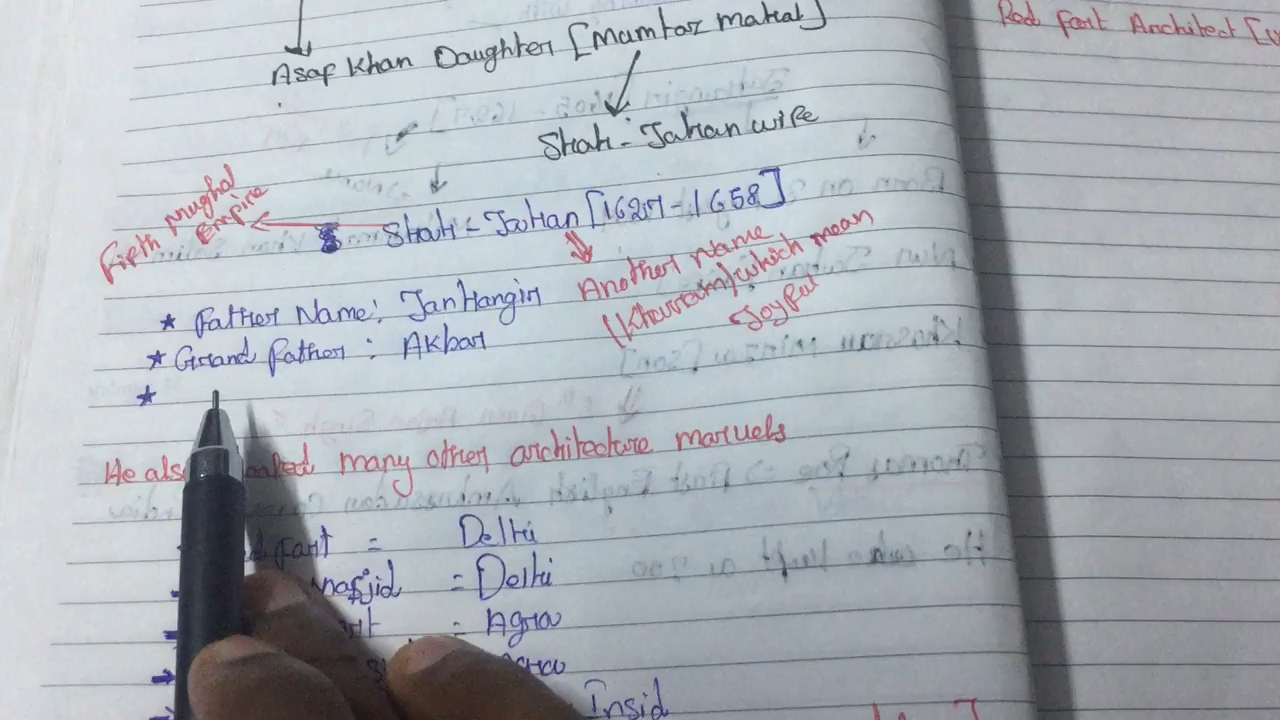 Asaf Khan Daughter [Mumtaz mahal]
Shah - Jahan wife
Fifth Mughal
Empire
Shah - Jahan [1627-1658]
Another name
(Khurram)/which mean
Joyful
* Father Name: JanHangir
* Grand father : Akbar
*
He also many other architecture marvels
fart = Delhi
masjid = Delhi
= Agra
Insid
Red fort Architect [